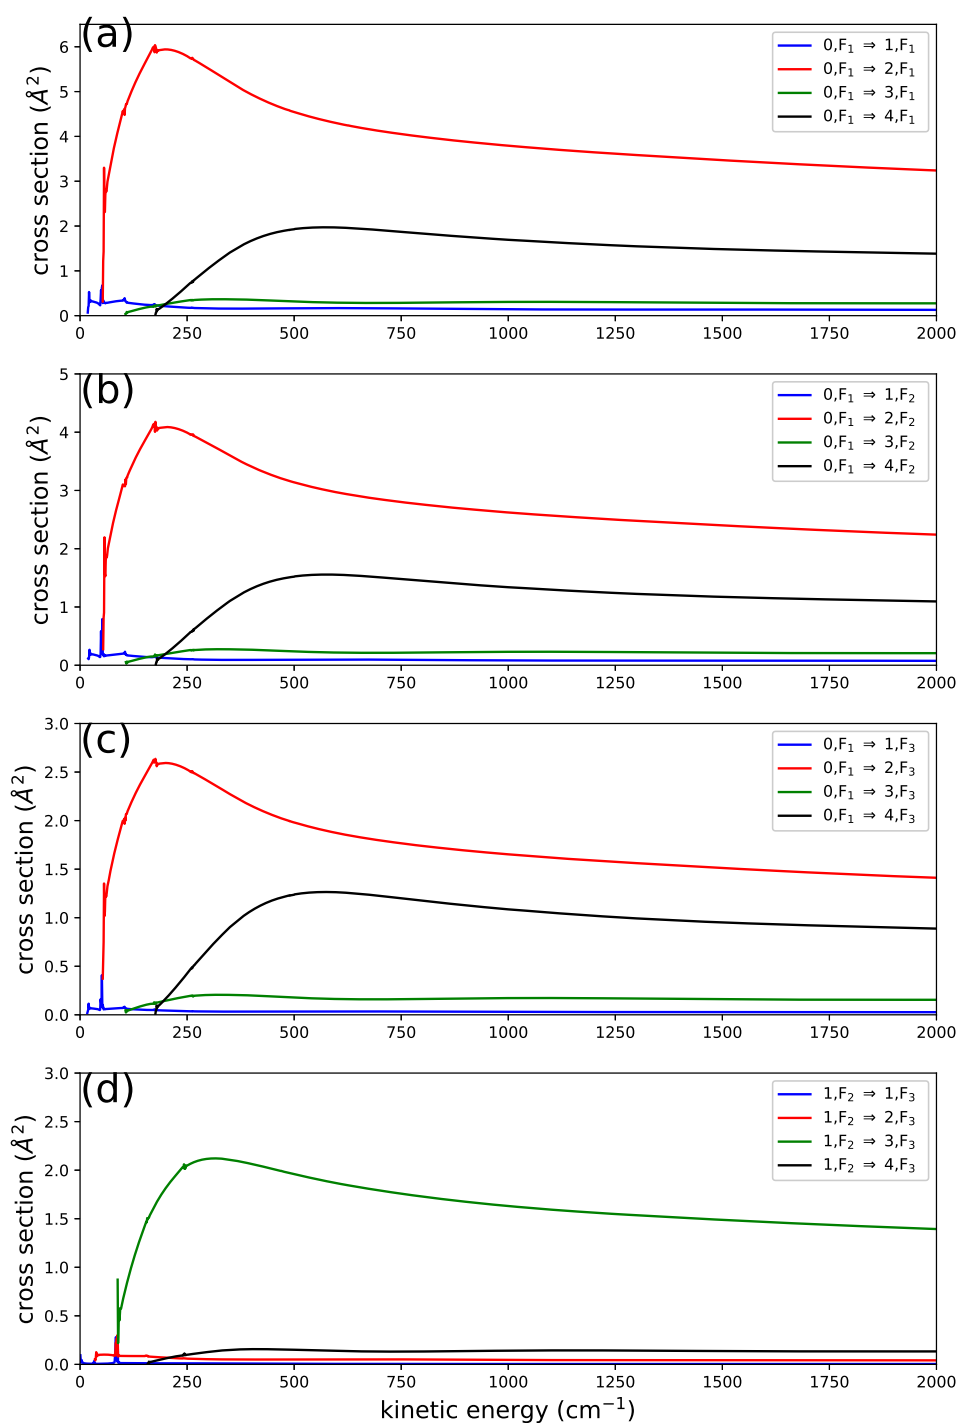 (a)
cross section (Å²)
6
5
4
3
2
1
0
0 250 500 750 1000 1250 1500 1750 2000
0,F₁ ⇒ 1,F₁
0,F₁ ⇒ 2,F₁
0,F₁ ⇒ 3,F₁
0,F₁ ⇒ 4,F₁
(b)
cross section (Å²)
5
4
3
2
1
0
0 250 500 750 1000 1250 1500 1750 2000
0,F₁ ⇒ 1,F₂
0,F₁ ⇒ 2,F₂
0,F₁ ⇒ 3,F₂
0,F₁ ⇒ 4,F₂
(c)
cross section (Å²)
3.0
2.5
2.0
1.5
1.0
0.5
0.0
0 250 500 750 1000 1250 1500 1750 2000
0,F₁ ⇒ 1,F₃
0,F₁ ⇒ 2,F₃
0,F₁ ⇒ 3,F₃
0,F₁ ⇒ 4,F₃
(d)
cross section (Å²)
3.0
2.5
2.0
1.5
1.0
0.5
0.0
0 250 500 750 1000 1250 1500 1750 2000
1,F₂ ⇒ 1,F₃
1,F₂ ⇒ 2,F₃
1,F₂ ⇒ 3,F₃
1,F₂ ⇒ 4,F₃
kinetic energy (cm⁻¹)